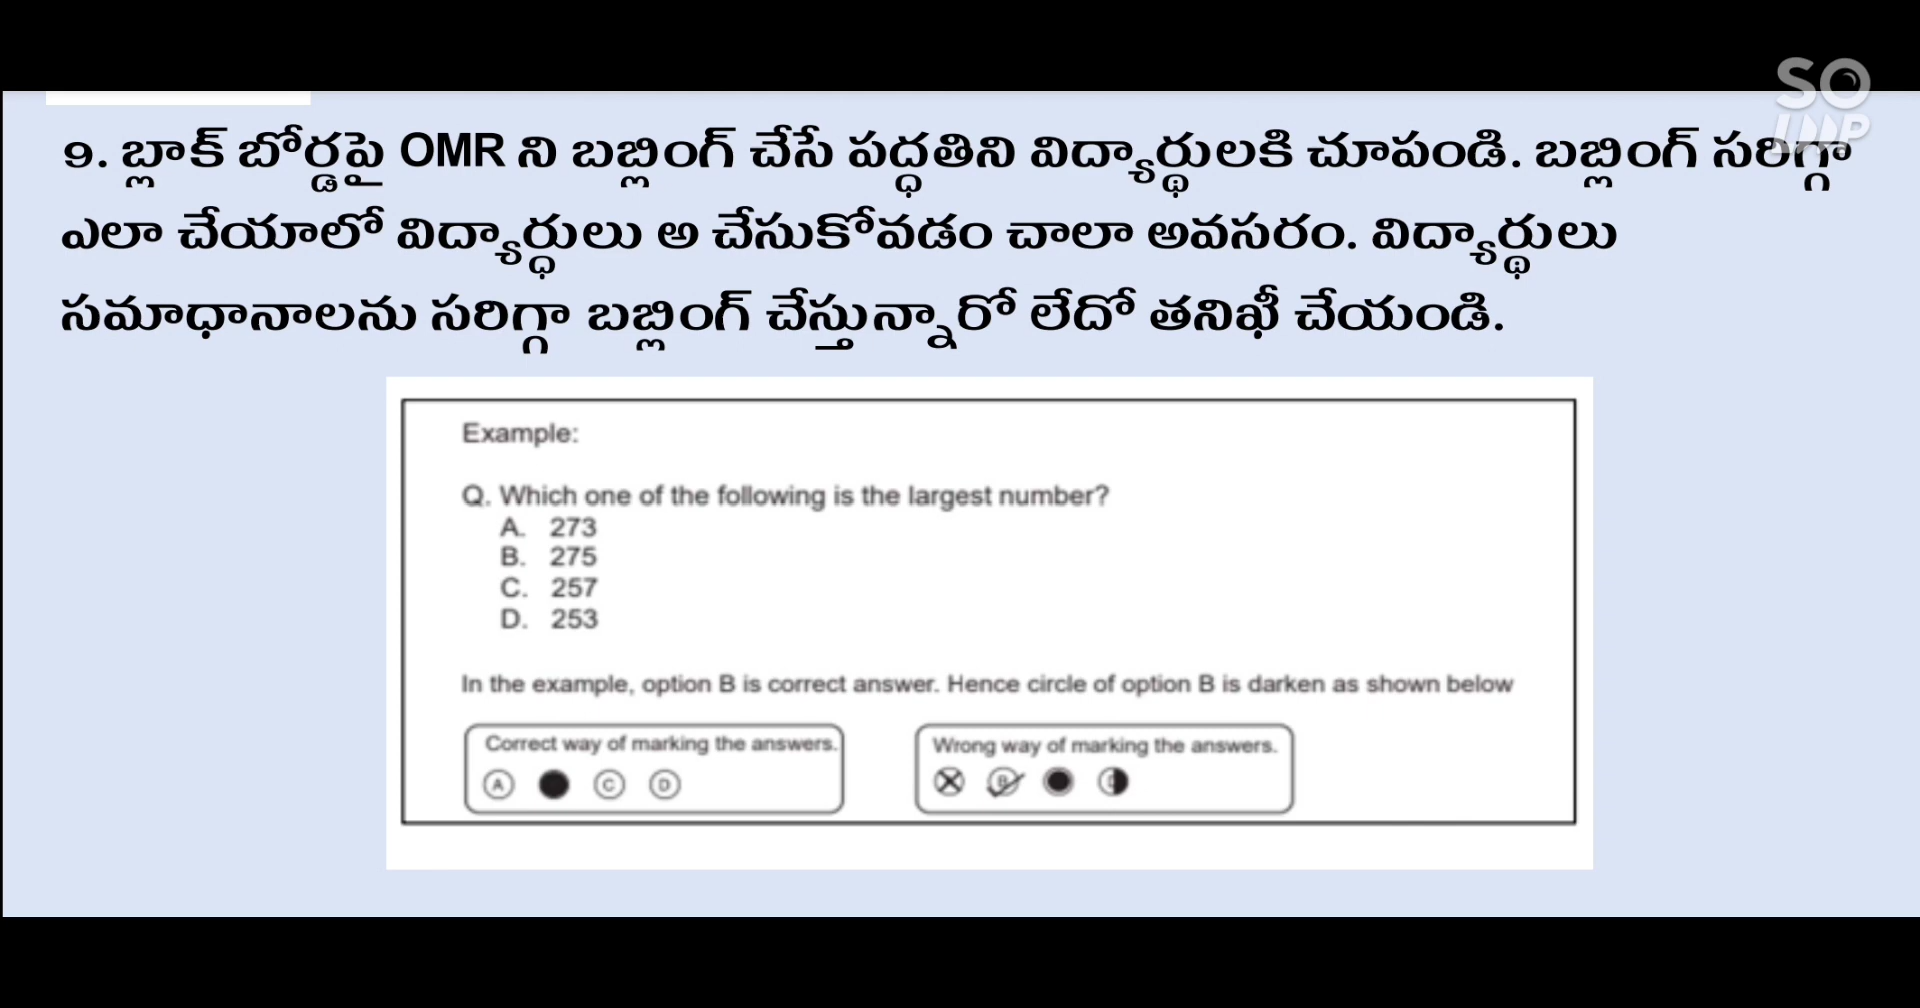 SO
LOOP
9. బ్లాక్ బోర్డపై OMR ని బబ్లింగ్ చేసే పద్ధతిని విద్యార్థులకి చూపండి. బబ్లింగ్ సరిగ్గా
ఎలా చేయాలో విద్యార్ధులు అ చేసుకోవడం చాలా అవసరం. విద్యార్థులు
సమాధానాలను సరిగ్గా బబ్లింగ్ చేస్తున్నారో లేదో తనిఖీ చేయండి.
Example:
Q. Which one of the following is the largest number?
A. 273
B. 275
C. 257
D. 253
In the example, option B is correct answer. Hence circle of option B is darken as shown below
Correct way of marking the answers.
A C D
Wrong way of marking the answers.
B